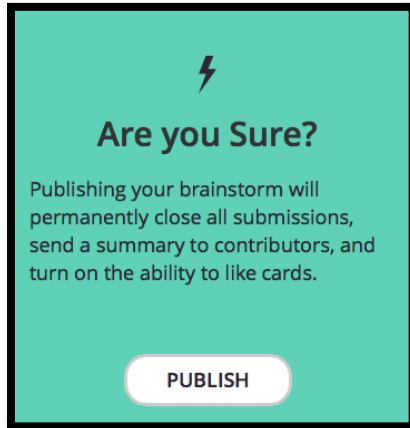 Are you Sure?
Publishing your brainstorm will
permanently close all submissions,
send a summary to contributors, and
turn on the ability to like cards.
PUBLISH